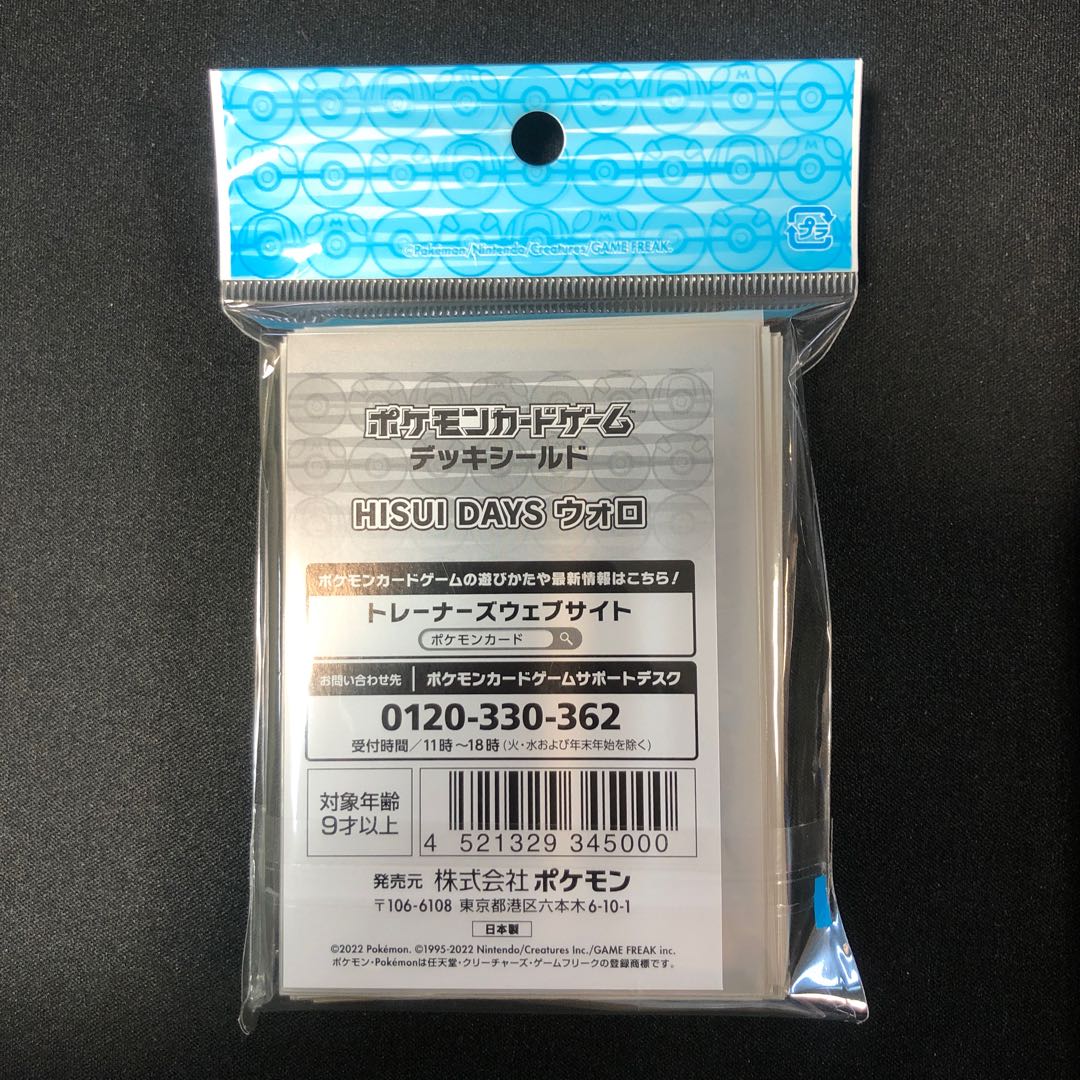 M
M
M
プラ
©Pokémon/Nintendo/Creatures/GAME FREAK.
ポケモンカードゲーム™
デッキシールド
HISUI DAYS ウォロ
ポケモンカードゲームの遊びかたや最新情報はこちら!
トレーナーズウェブサイト
ポケモンカード
お問い合わせ先 ポケモンカードゲームサポートデスク
0120-330-362
受付時間/11時~18時(火・水および年末年始を除く)
対象年齢
9才以上
4 521329 345000
発売元 株式会社ポケモン
〒106-6108 東京都港区六本木6-10-1
日本製
©2022 Pokémon. ©1995-2022 Nintendo/Creatures Inc./GAME FREAK inc.
ポケモン・Pokémonは任天堂・クリーチャーズ・ゲームフリークの登録商標です。